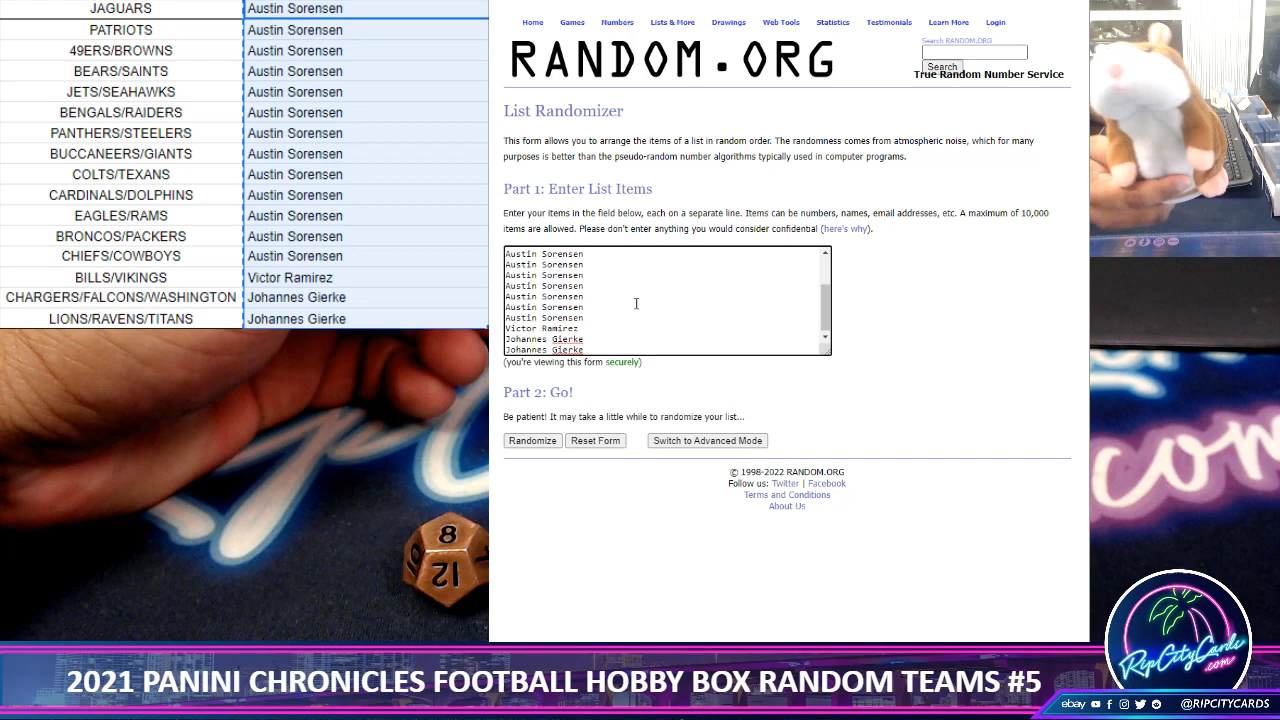 JAGUARS Austin Sorensen
PATRIOTS Austin Sorensen
49ERS/BROWNS Austin Sorensen
BEARS/SAINTS Austin Sorensen
JETS/SEAHAWKS Austin Sorensen
BENGALS/RAIDERS Austin Sorensen
PANTHERS/STEELERS Austin Sorensen
BUCCANEERS/GIANTS Austin Sorensen
COLTS/TEXANS Austin Sorensen
CARDINALS/DOLPHINS Austin Sorensen
EAGLES/RAMS Austin Sorensen
BRONCOS/PACKERS Austin Sorensen
CHIEFS/COWBOYS Austin Sorensen
BILLS/VIKINGS Victor Ramirez
CHARGERS/FALCONS/WASHINGTON Johannes Gierke
LIONS/RAVENS/TITANS Johannes Gierke
Home Games Numbers Lists & More Drawings Web Tools Statistics Testimonials Learn More Login
RANDOM.ORG
Search RANDOM.ORG
Search
True Random Number Service
List Randomizer
This form allows you to arrange the items of a list in random order. The randomness comes from atmospheric noise, which for many
purposes is better than the pseudo-random number algorithms typically used in computer programs.
Part 1: Enter List Items
Enter your items in the field below, each on a separate line. Items can be numbers, names, email addresses, etc. A maximum of 10,000
items are allowed. Please don't enter anything you would consider confidential (here's why).
Austin Sorensen
Austin Sorensen
Austin Sorensen
Austin Sorensen
Austin Sorensen
Austin Sorensen
Austin Sorensen
Victor Ramirez
Johannes Gierke
Johannes Gierke
(you're viewing this form securely)
Part 2: Go!
Be patient! It may take a little while to randomize your list...
Randomize Reset Form Switch to Advanced Mode
© 1998-2022 RANDOM.ORG
Follow us: Twitter | Facebook
Terms and Conditions
About Us
8
12
com
RipCityCards
.com
2021 PANINI CHRONICLES FOOTBALL HOBBY BOX RANDOM TEAMS #5
ebay @RIPCITYCARDS